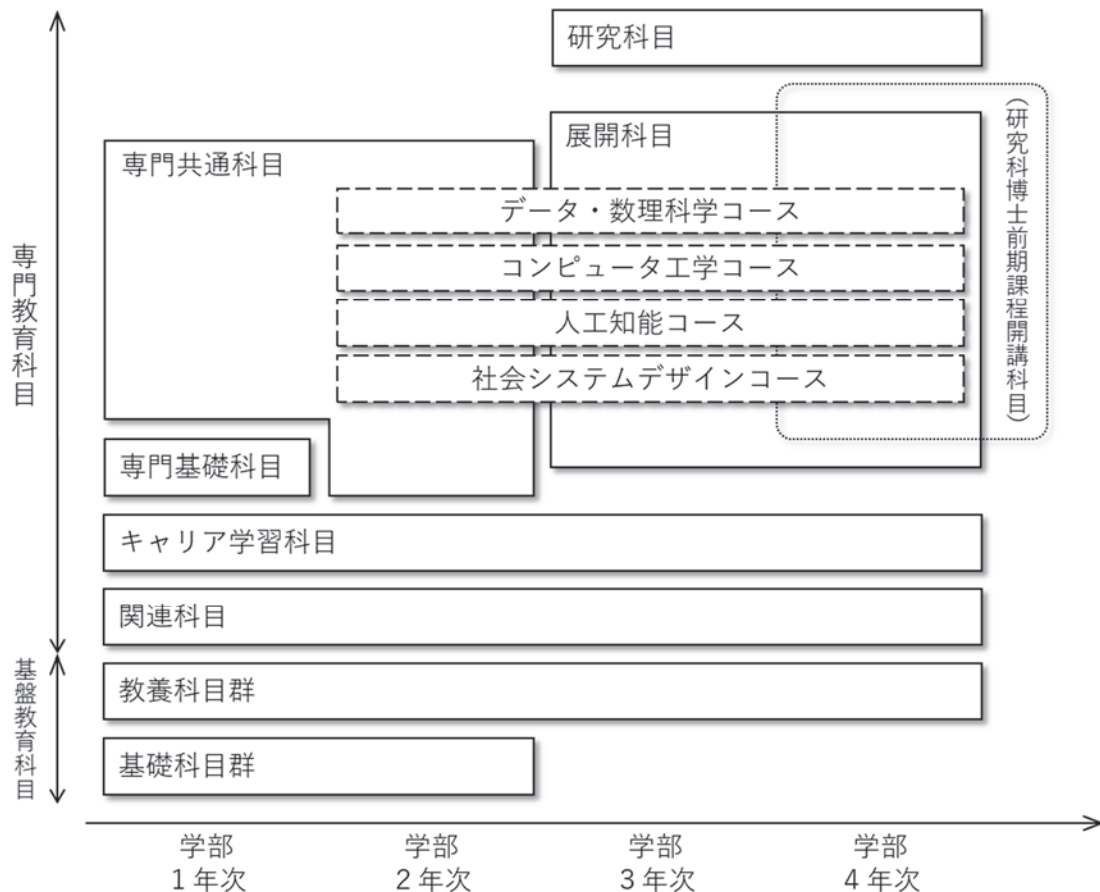 研究科目
展開科目
(研究科博士前期課程開講科目)
専門共通科目
データ・数理科学コース
コンピュータ工学コース
人工知能コース
社会システムデザインコース
専門教育科目
専門基礎科目
キャリア学習科目
関連科目
基盤教育科目
教養科目群
基礎科目群
学部
1年次
学部
2年次
学部
3年次
学部
4年次